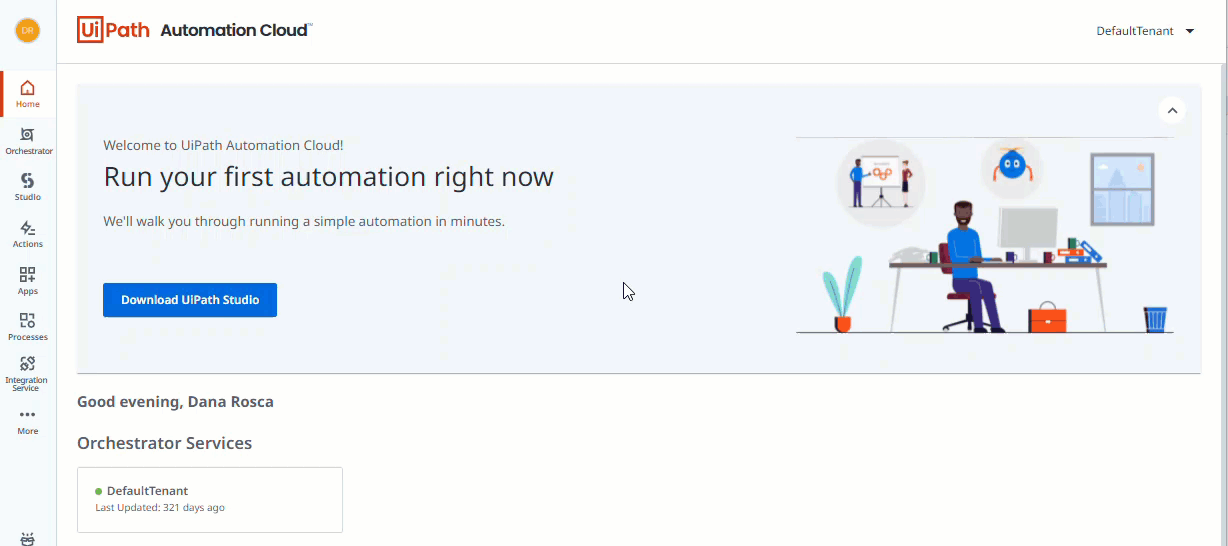 DR
UiPath Automation Cloud™
DefaultTenant
Home
Orchestrator
Studio
Actions
Apps
Processes
Integration
Service
More
Welcome to UiPath Automation Cloud!
Run your first automation right now
We'll walk you through running a simple automation in minutes.
Download UiPath Studio
Good evening, Dana Rosca
Orchestrator Services
DefaultTenant
Last Updated: 321 days ago